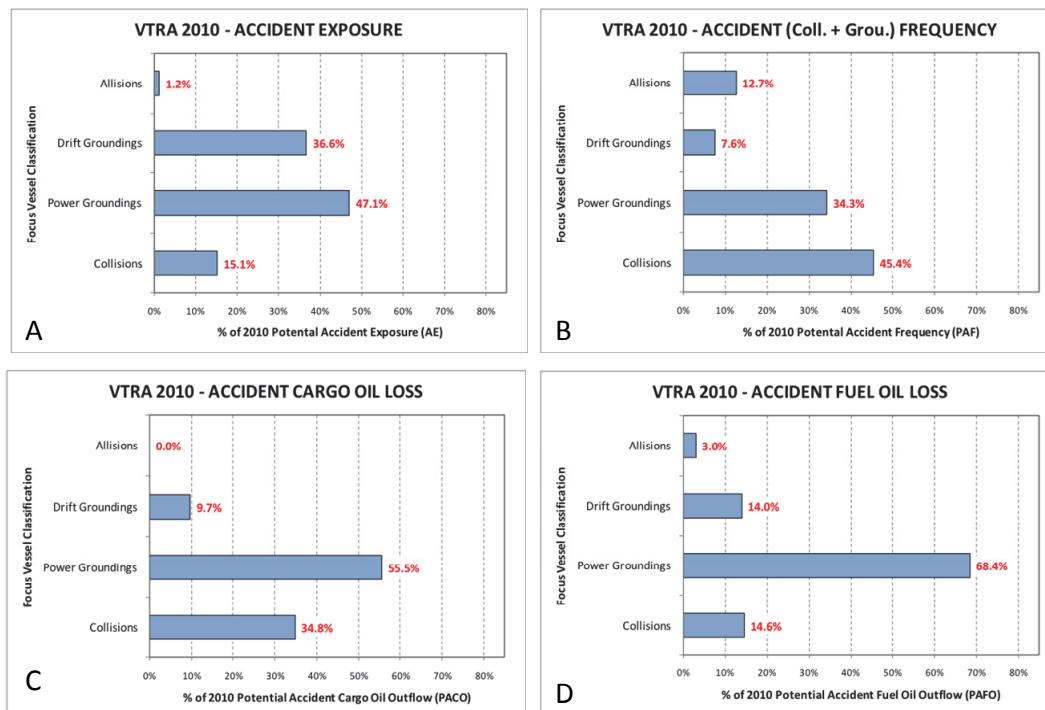 VTRA 2010 - ACCIDENT EXPOSURE
Focus Vessel Classification
Allisions
1.2%
Drift Groundings
36.6%
Power Groundings
47.1%
Collisions
15.1%
0% 10% 20% 30% 40% 50% 60% 70% 80%
% of 2010 Potental Accident Exposure (AE)
A
VTRA 2010 - ACCIDENT (Coll. + Grou.) FREQUENCY
Focus Vessel Classification
Allisions
12.7%
Drift Groundings
7.6%
Power Groundings
34.3%
Collisions
45.4%
0% 10% 20% 30% 40% 50% 60% 70% 80%
% of 2010 Potental Accident Frequency (PAF)
B
VTRA 2010 - ACCIDENT CARGO OIL LOSS
Focus Vessel Classification
Allisions
0.0%
Drift Groundings
9.7%
Power Groundings
55.5%
Collisions
34.8%
0% 10% 20% 30% 40% 50% 60% 70% 80%
% of 2010 Potential Accident Cargo Oil Outflow (PACO)
C
VTRA 2010 - ACCIDENT FUEL OIL LOSS
Focus Vessel Classification
Allisions
3.0%
Drift Groundings
14.0%
Power Groundings
68.4%
Collisions
14.6%
0% 10% 20% 30% 40% 50% 60% 70% 80%
% of 2010 Potential Accident Fuel Oil Outflow (PAFO)
D